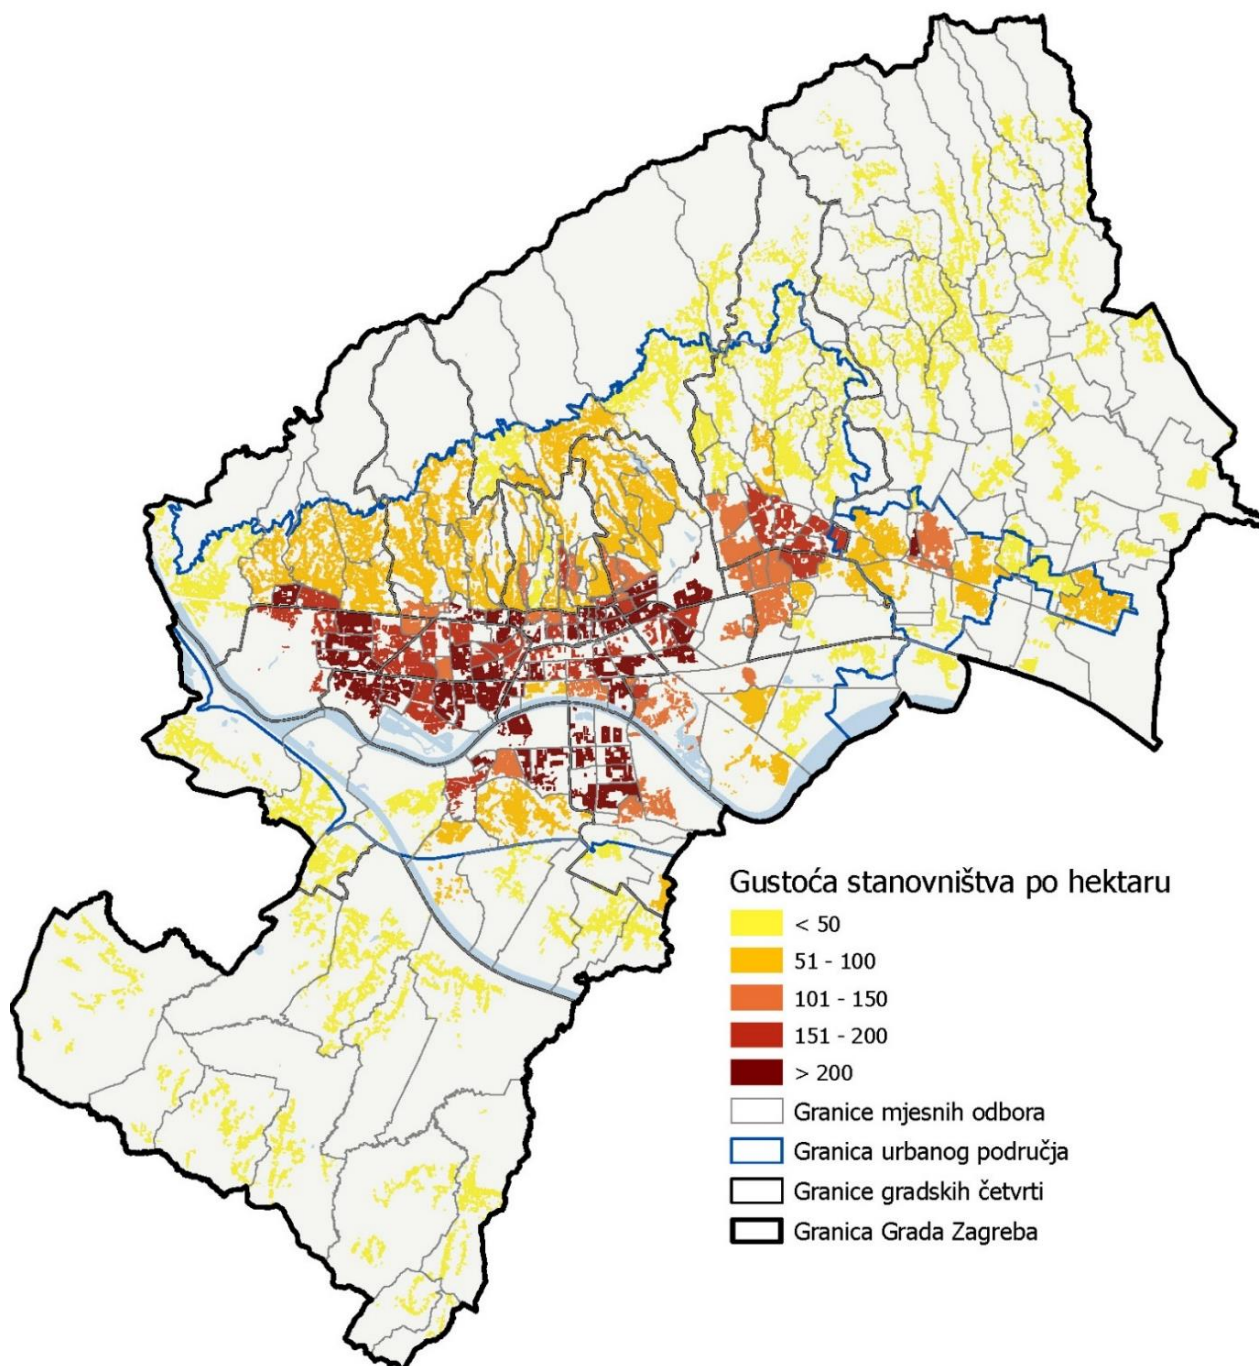 Gustoća stanovništva po hektaru
< 50
51 - 100
101 - 150
151 - 200
> 200
Granice mjesnih odbora
Granica urbanog područja
Granice gradskih četvrti
Granica Grada Zagreba